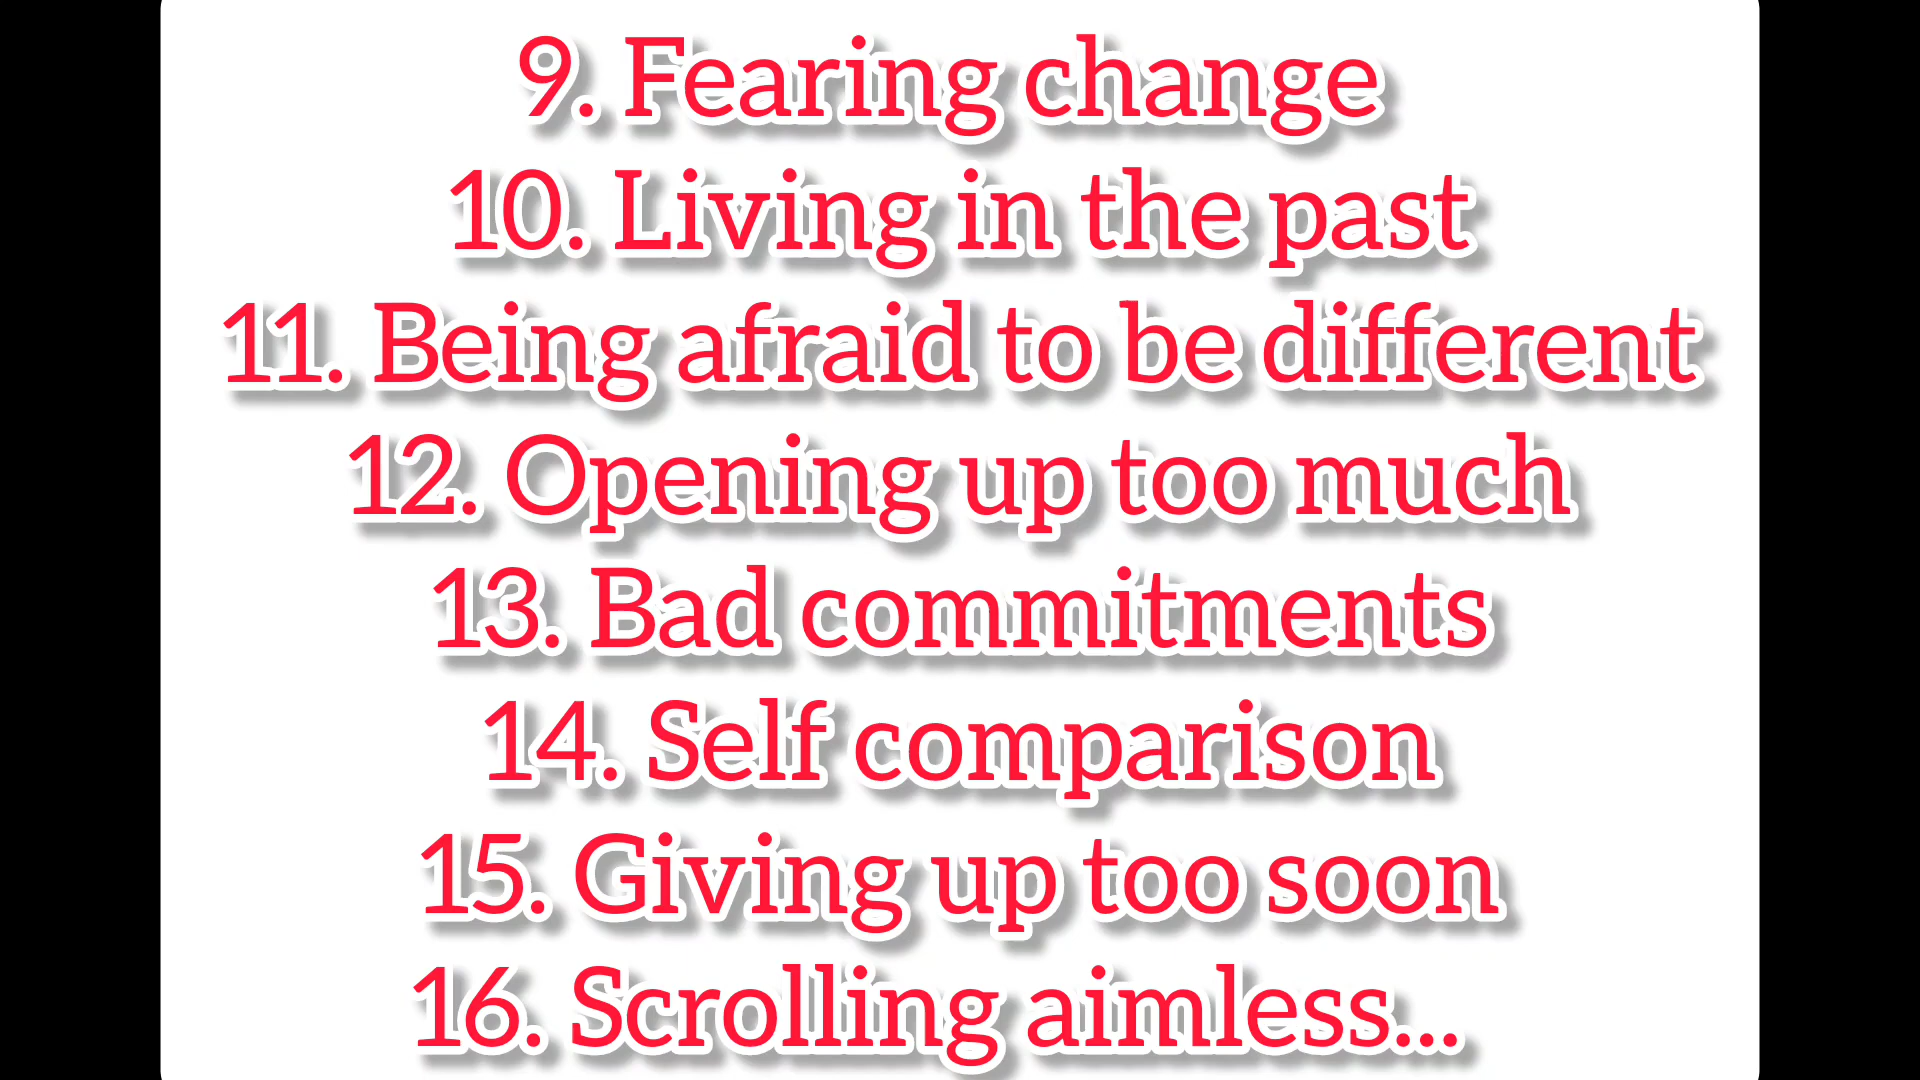 9. Fearing change
10. Living in the past
11. Being afraid to be different
12. Opening up too much
13. Bad commitments
14. Self comparison
15. Giving up too soon
16. Scrolling aimless...